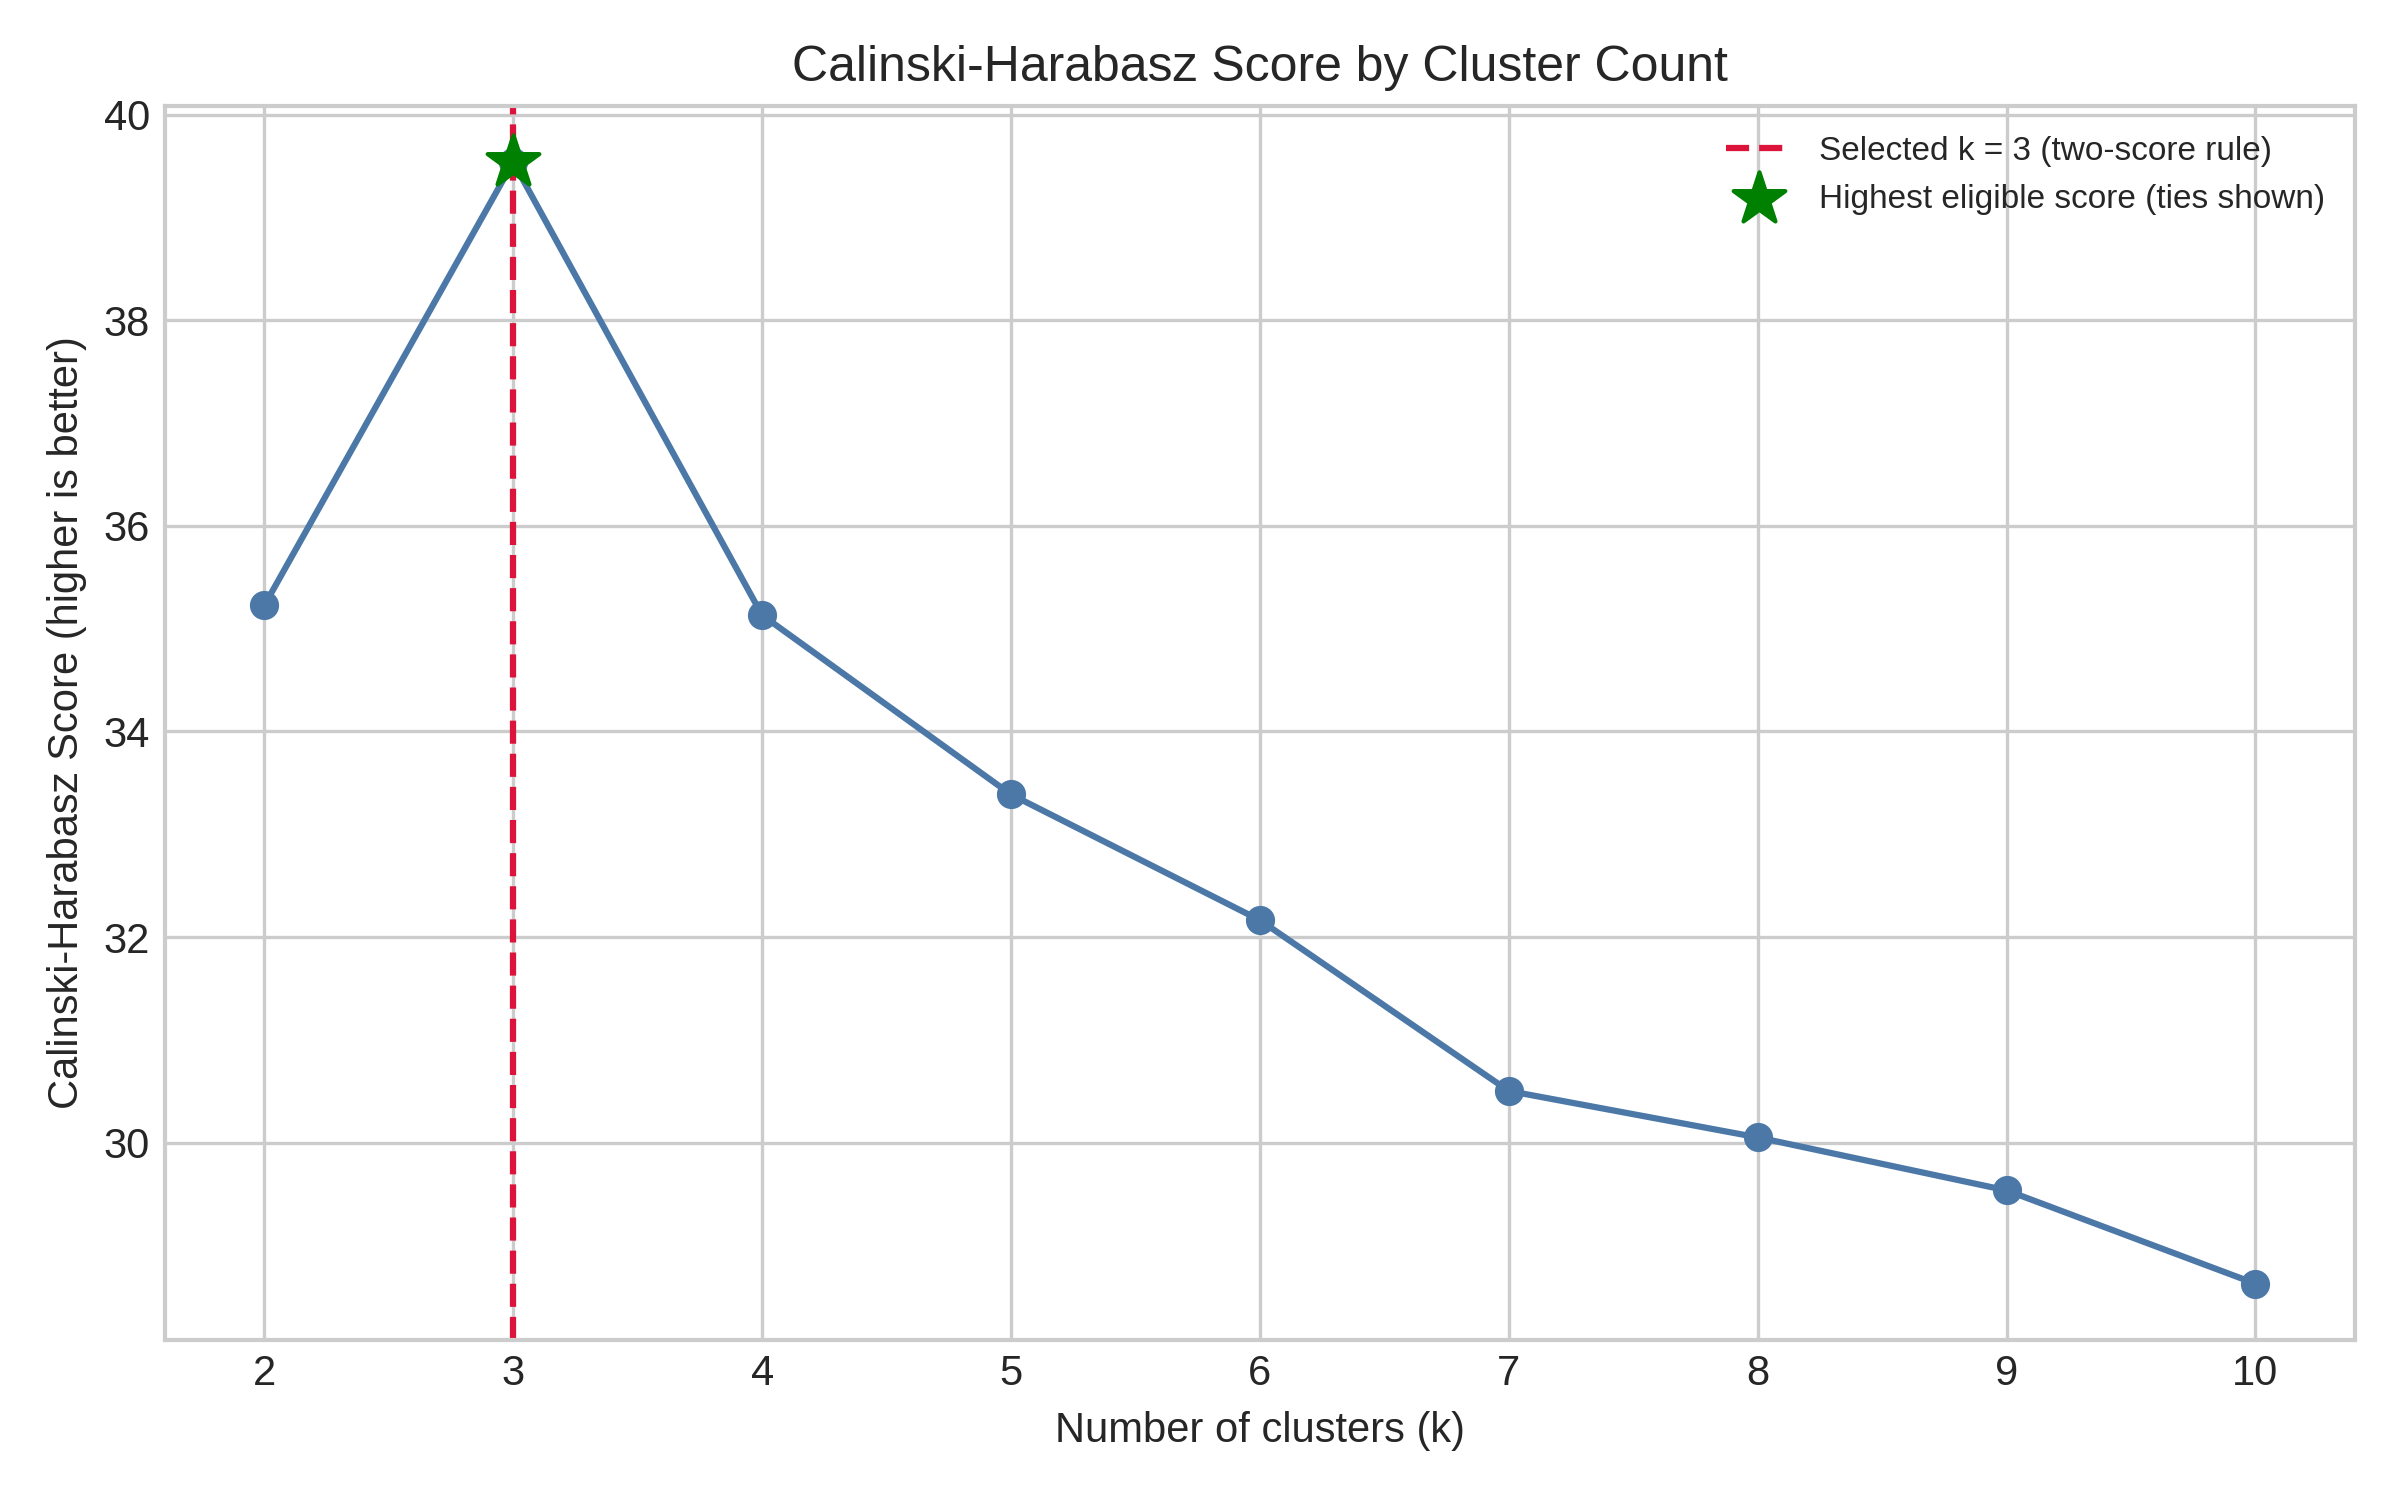 Calinski-Harabasz Score by Cluster Count
Selected k = 3 (two-score rule)
Highest eligible score (ties shown)
Calinski-Harabasz Score (higher is better)
40
38
36
34
32
30
2 3 4 5 6 7 8 9 10
Number of clusters (k)